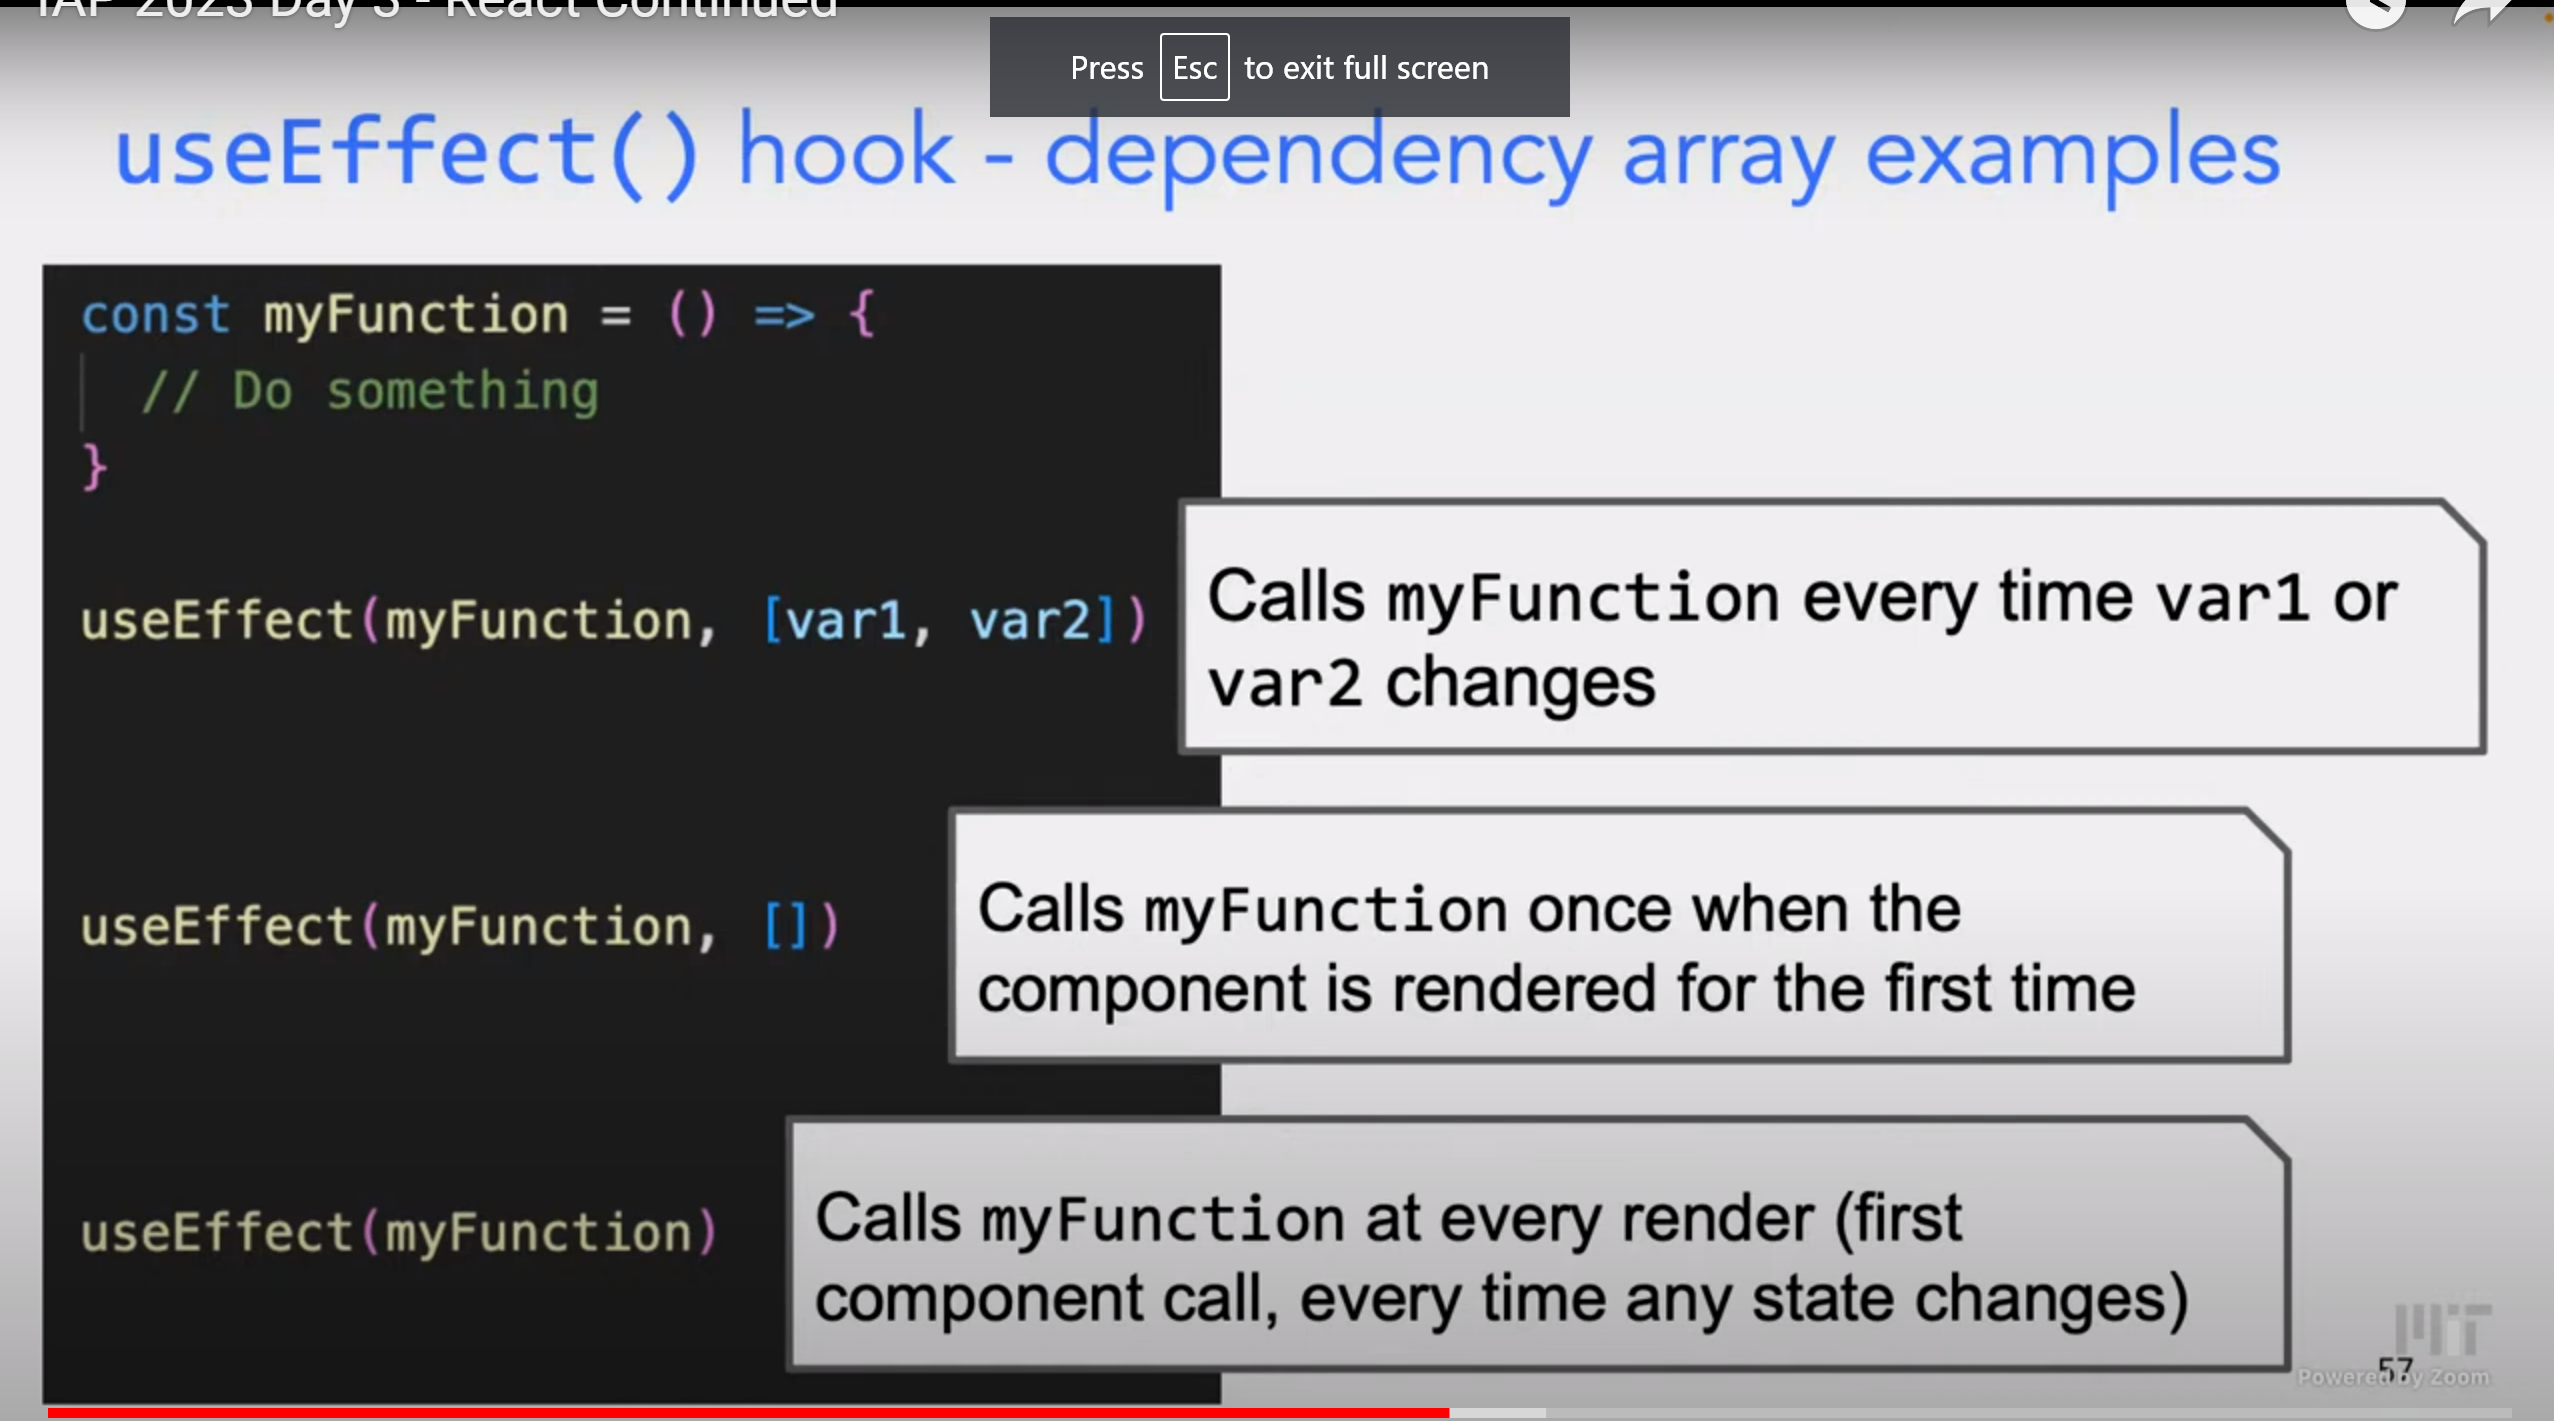 IAP 2023 Day 3 - React Continued
Press Esc to exit full screen
useEffect() hook - dependency array examples
const myFunction = () => {
// Do something
}
useEffect(myFunction, [var1, var2])
Calls myFunction every time var1 or
var2 changes
useEffect(myFunction, [])
Calls myFunction once when the
component is rendered for the first time
useEffect(myFunction)
Calls myFunction at every render (first
component call, every time any state changes)
MIT
57
Powered by Zoom